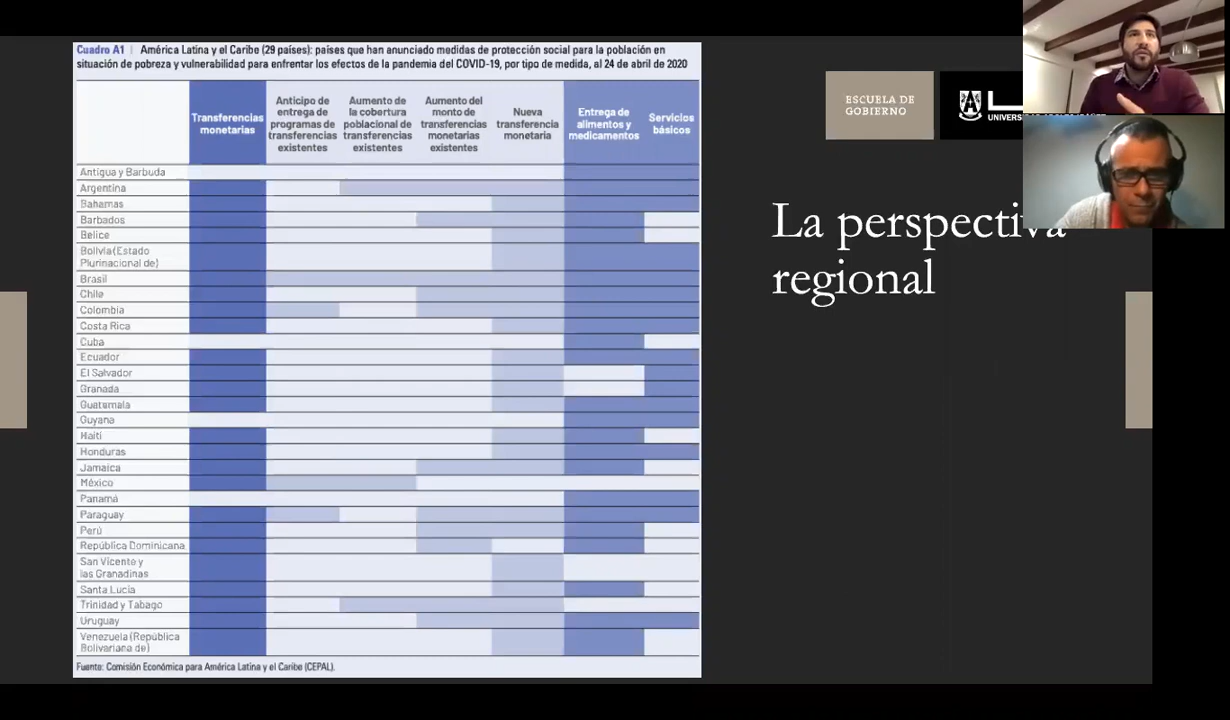 Cuadro A1 | América Latina y el Caribe (29 países): países que han anunciado medidas de protección social para la población en
situación de pobreza y vulnerabilidad para enfrentar los efectos de la pandemia del COVID-19, por tipo de medida, al 24 de abril de 2020
Transferencias
monetarias
Anticipo de
entrega de
programas de
transferencias
existentes
Aumento de
la cobertura
poblacional de
transferencias
existentes
Aumento del
monto de
transferencias
monetarias
existentes
Nueva
transferencia
monetaria
Entrega de
alimentos y
medicamentos
Servicios
básicos
Antigua y Barbuda
Argentina
Bahamas
Barbados
Belice
Bolivia (Estado
Plurinacional de)
Brasil
Chile
Colombia
Costa Rica
Cuba
Ecuador
El Salvador
Granada
Guatemala
Guyana
Haití
Honduras
Jamaica
México
Panamá
Paraguay
Perú
República Dominicana
San Vicente y
las Granadinas
Santa Lucía
Trinidad y Tabago
Uruguay
Venezuela (República
Bolivariana de)
Fuente: Comisión Económica para América Latina y el Caribe (CEPAL).
ESCUELA DE
GOBIERNO
La perspectiva
regional